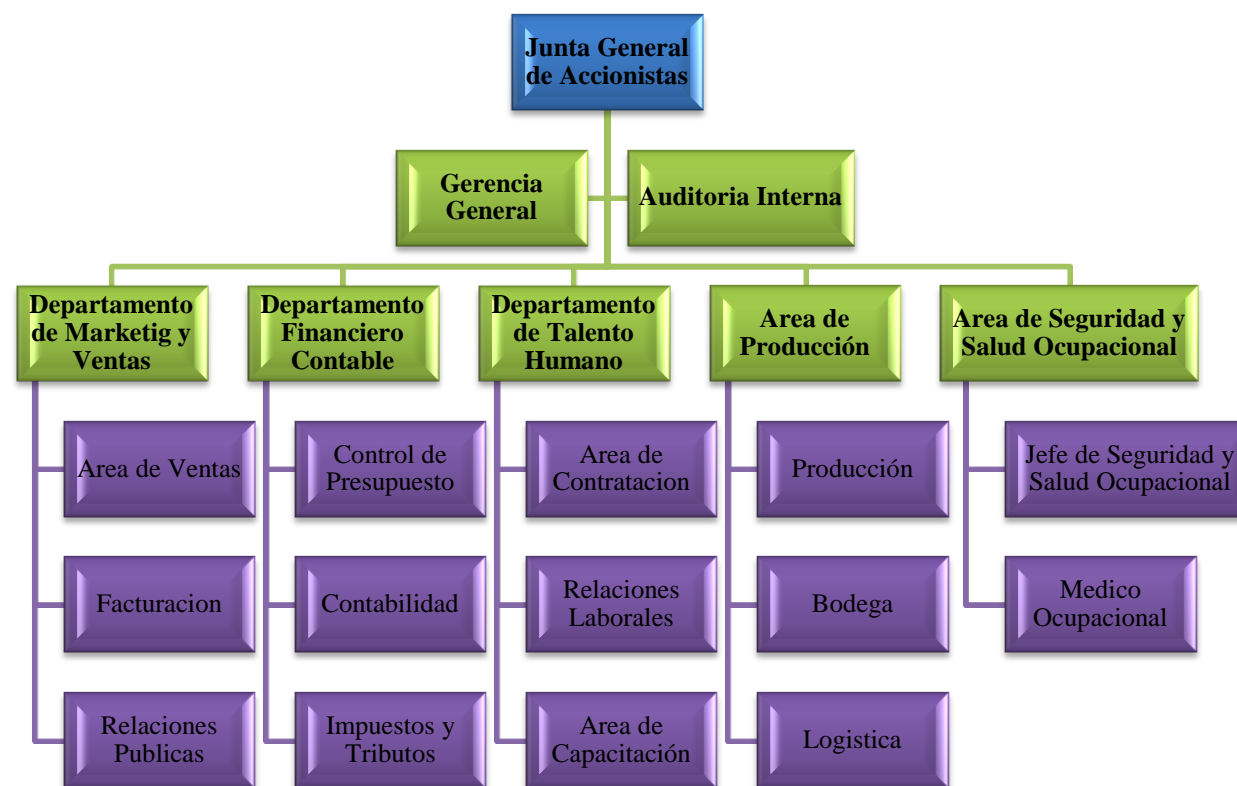 Junta General
de Accionistas
Gerencia
General
Auditoria Interna
Departamento
de Marketig y
Ventas
Departamento
Financiero
Contable
Departamento
de Talento
Humano
Area de
Producción
Area de Seguridad y
Salud Ocupacional
Area de Ventas
Control de
Presupuesto
Area de
Contratacion
Producción
Jefe de Seguridad y
Salud Ocupacional
Facturacion
Contabilidad
Relaciones
Laborales
Bodega
Medico
Ocupacional
Relaciones
Publicas
Impuestos y
Tributos
Area de
Capacitación
Logistica